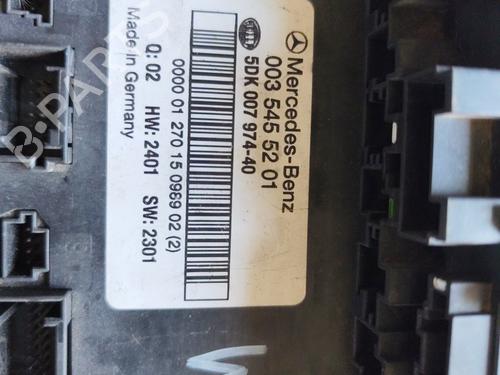 Mercedes-Benz
003 545 52 01
HELLA
5DK 007 974-40
0000 01 270 15 0969 02 (2)
Q: 02 HW: 2401 SW: 2301
Made in Germany
B-PARTS